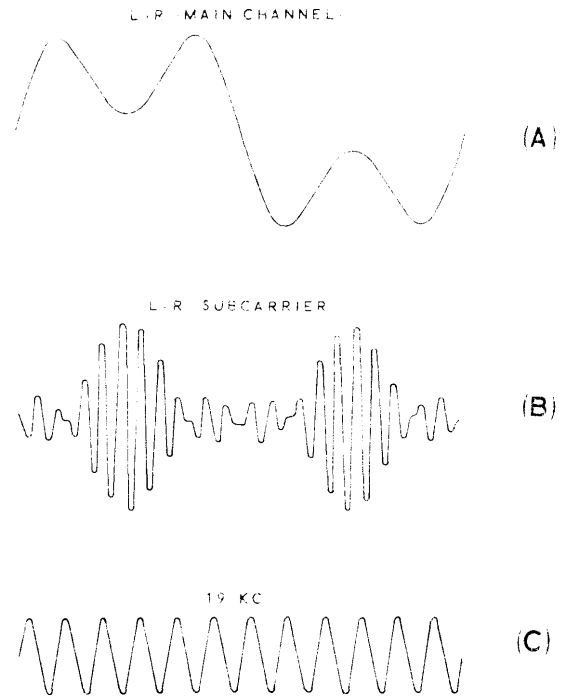 L-R (MAIN CHANNEL)
(A)
L-R SUBCARRIER
(B)
19 KC
(C)